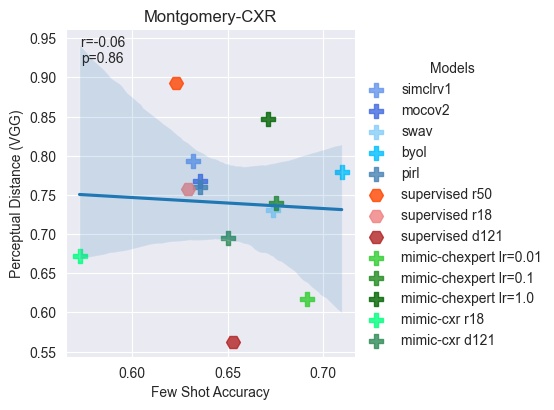 Montgomery-CXR
r=-0.06
p=0.86
0.95
0.90
0.85
0.80
0.75
0.70
0.65
0.60
0.55
Perceptual Distance (VGG)
0.60
0.65
0.70
Few Shot Accuracy
Models
simclrv1
mocov2
swav
byol
pirl
supervised r50
supervised r18
supervised d121
mimic-chexpert lr=0.01
mimic-chexpert lr=0.1
mimic-chexpert lr=1.0
mimic-cxr r18
mimic-cxr d121